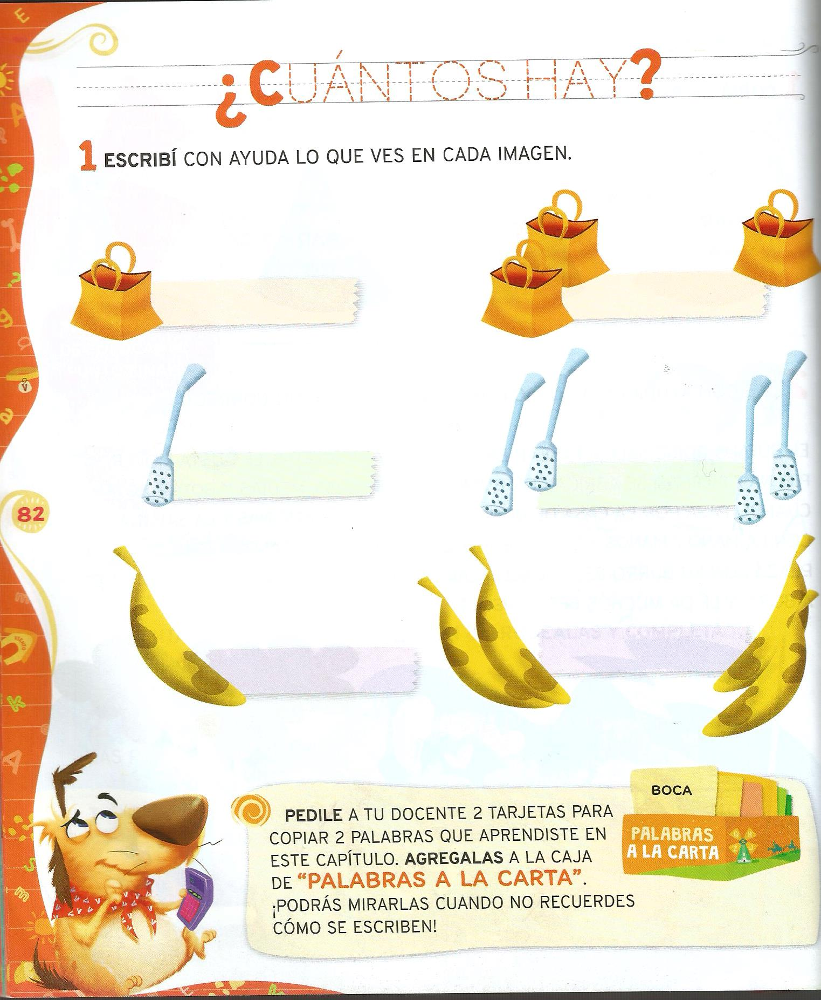 ¿CUÁNTOS HAY?
1 ESCRIBÍ CON AYUDA LO QUE VES EN CADA IMAGEN.
82
BOCA
PALABRAS
A LA CARTA
PEDILE A TU DOCENTE 2 TARJETAS PARA
COPIAR 2 PALABRAS QUE APRENDISTE EN
ESTE CAPÍTULO. AGREGALAS A LA CAJA
DE “PALABRAS A LA CARTA”.
¡PODRÁS MIRARLAS CUANDO NO RECUERDES
CÓMO SE ESCRIBEN!